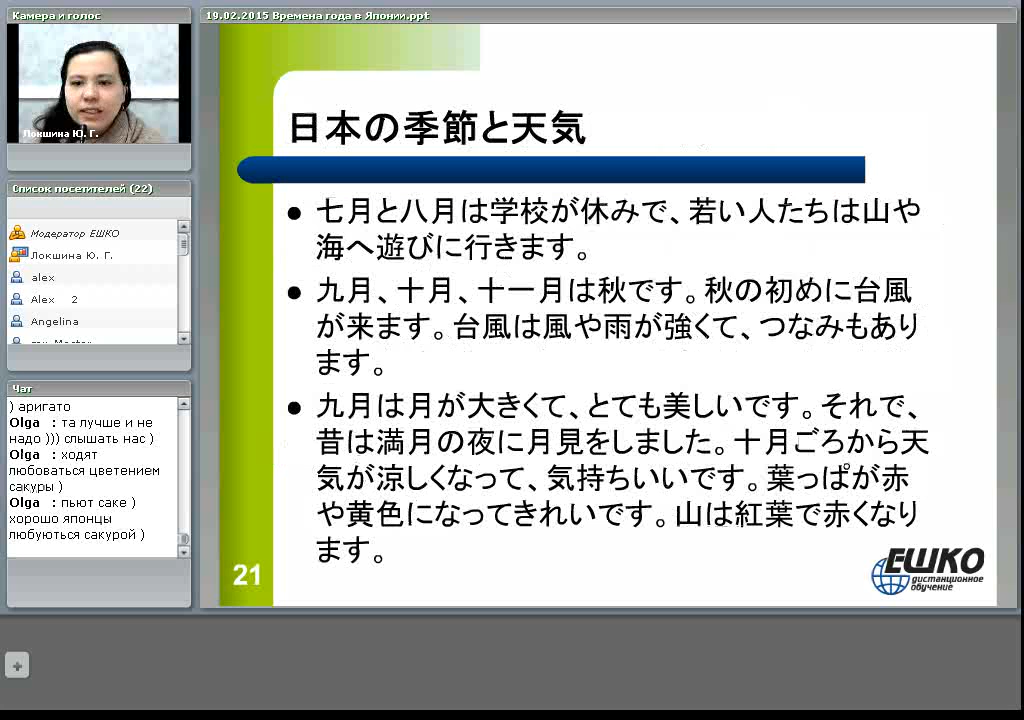 Камера и голос
Локшина Ю. Г.
Список посетителей (22)
Модератор ЕШКО
Локшина Ю. Г.
alex
Alex 2
Angelina
Чат
) аригато
Olga : та лучше и не
надо ))) слышать нас )
Olga : ходят
любоваться цветением
сакуры )
Olga : пьют саке )
хорошо японцы
любуються сакурой )
19.02.2015 Времена года в Японии.ppt
日本の季節と天気
● 七月と八月は学校が休みで、若い人たちは山や
海へ遊びに行きます。
● 九月、十月、十一月は秋です。秋の初めに台風
が来ます。台風は風や雨が強くて、つなみもあり
ます。
● 九月は月が大きくて、とても美しいです。それで、
昔は満月の夜に月見をしました。十月ごろから天
気が涼しくなって、気持ちいいです。葉っぱが赤
や黄色になってきれいです。山は紅葉で赤くなり
ます。
21
ЕШКО
дистанционное
обучение